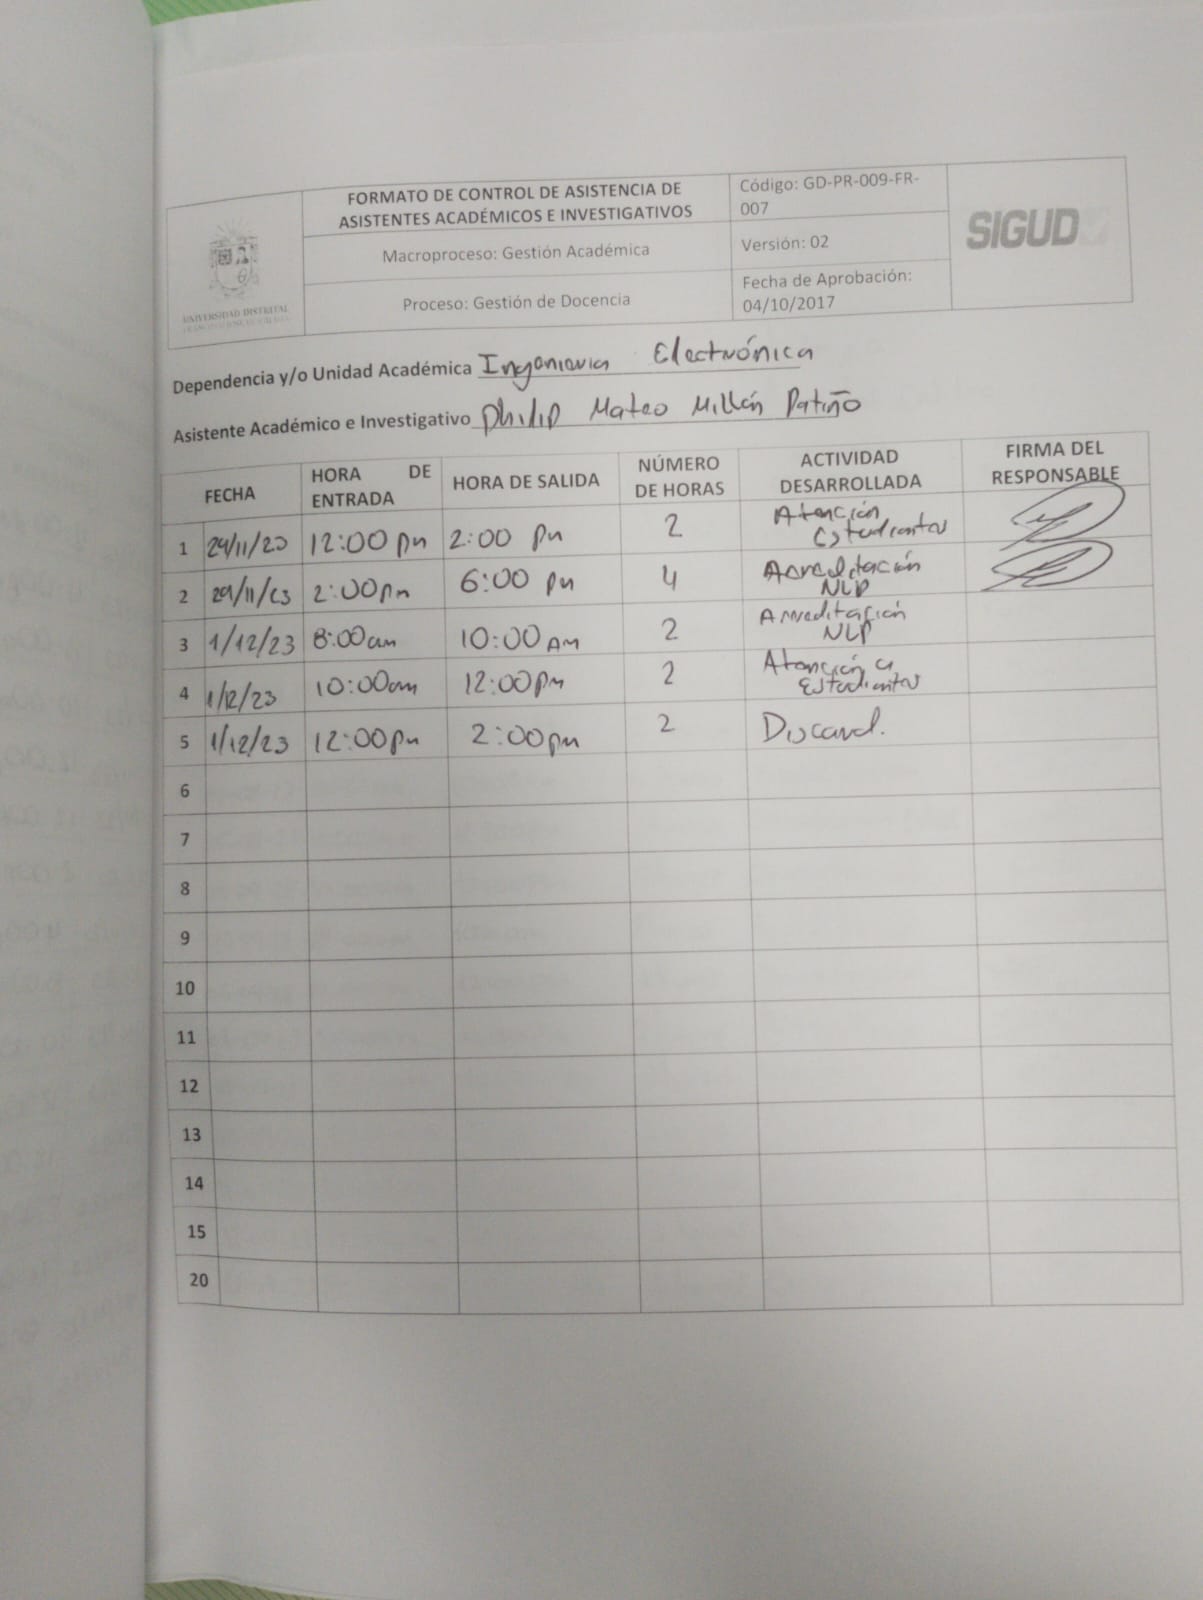 FORMATO DE CONTROL DE ASISTENCIA DE
ASISTENTES ACADÉMICOS E INVESTIGATIVOS
Macroproceso: Gestión Académica
Proceso: Gestión de Docencia
Código: GD-PR-009-FR-
007
Versión: 02
Fecha de Aprobación:
04/10/2017
SIGUD
UNIVERSIDAD DISTRITAL
FRANCISCO JOSÉ DE CALDAS
Dependencia y/o Unidad Académica Ingenieria Electrónica
Asistente Académico e Investigativo Philip Mateo Millán Patiño
FECHA HORA DE ENTRADA HORA DE SALIDA NÚMERO DE HORAS ACTIVIDAD DESARROLLADA FIRMA DEL RESPONSABLE
1 29/11/23 12:00 pm 2:00 pm 2 Atención Estudiantes
2 29/11/23 2:00pm 6:00 pm 4 Acreditación NLP
3 1/12/23 8:00am 10:00 AM 2 Acreditación NLP
4 1/12/23 10:00am 12:00pm 2 Atención a Estudiantes
5 1/12/23 12:00pm 2:00pm 2
6
7
8
9
10
11
12
13
14
15
20